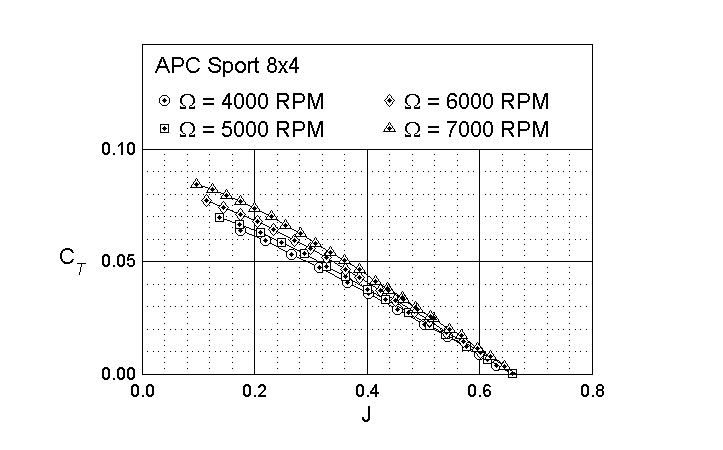 APC Sport 8x4
Ω = 4000 RPM
Ω = 6000 RPM
Ω = 5000 RPM
Ω = 7000 RPM
0.10
C_T 0.05
0.00
0.0 0.2 0.4 0.6 0.8
J